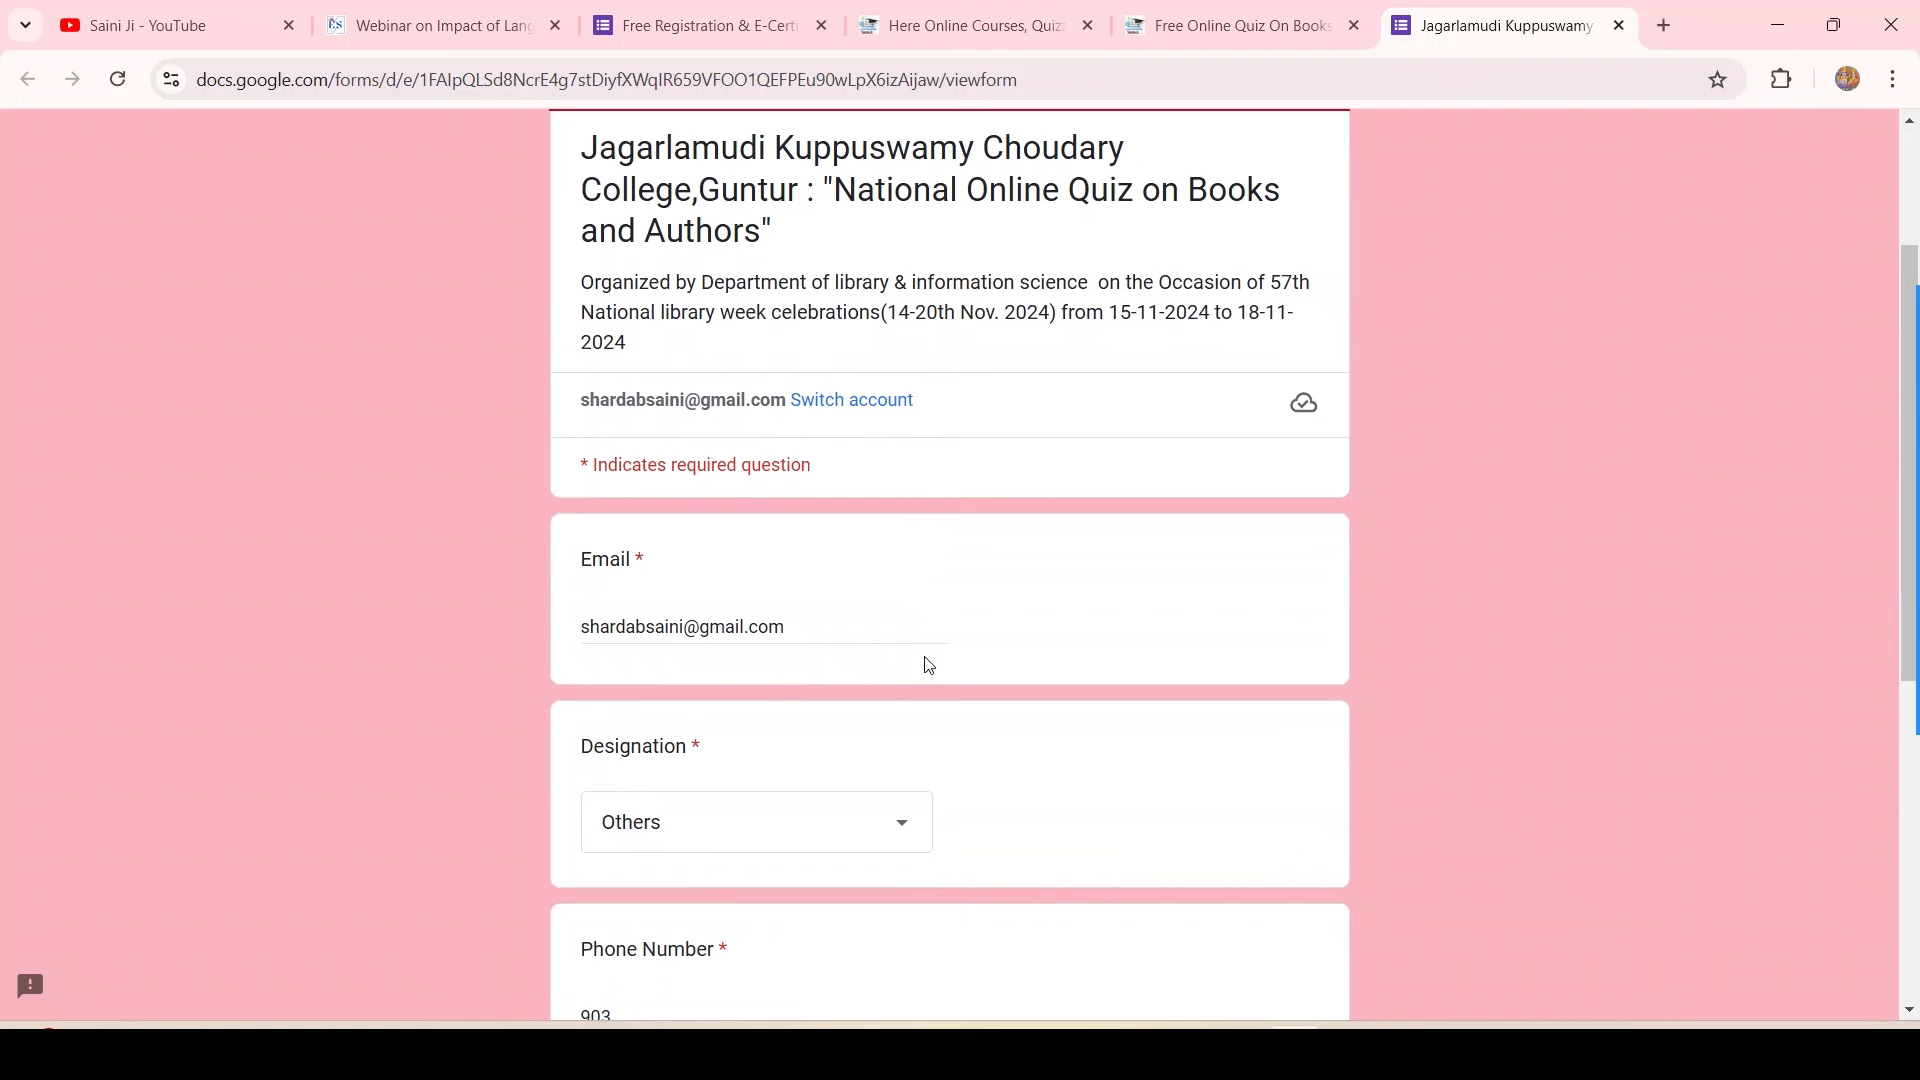 Saini Ji - YouTube
Webinar on Impact of Lang
Free Registration & E-Certi
Here Online Courses, Quiz
Free Online Quiz On Books
Jagarlamudi Kuppuswamy
docs.google.com/forms/d/e/1FAIpQLSd8NcrE4g7stDiyfXWqIR659VFOO1QEFPEu90wLpX6izAijaw/viewform
Jagarlamudi Kuppuswamy Choudary
College,Guntur : "National Online Quiz on Books
and Authors"
Organized by Department of library & information science on the Occasion of 57th
National library week celebrations(14-20th Nov. 2024) from 15-11-2024 to 18-11-
2024
shardabsaini@gmail.com Switch account
* Indicates required question
Email *
shardabsaini@gmail.com
Designation *
Others
Phone Number *
903